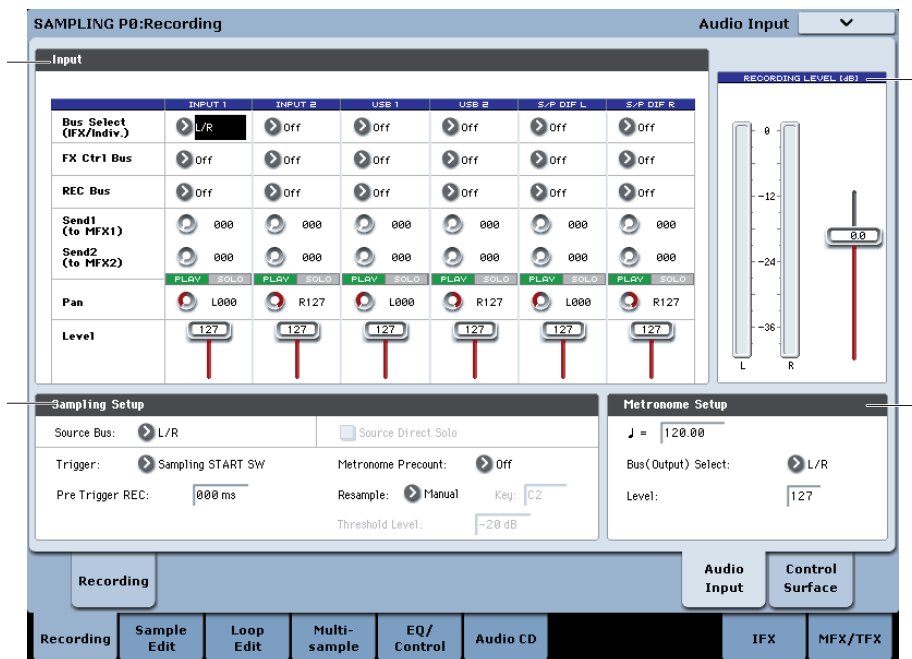 SAMPLING P0:Recording
Audio Input
Input
RECORDING LEVEL [dB]
INPUT 1 INPUT 2 USB 1 USB 2 S/P DIF L S/P DIF R
Bus Select
(IFX/Indiv.)
L/R Off Off Off Off Off
FX Ctrl Bus Off Off Off Off Off Off
REC Bus Off Off Off Off Off Off
Send1
(to MFX1)
000 000 000 000 000 000
Send2
(to MFX2)
000 000 000 000 000 000
PLAY SOLO PLAY SOLO PLAY SOLO PLAY SOLO PLAY SOLO PLAY SOLO
Pan L000 R127 L000 R127 L000 R127
Level 127 127 127 127 127 127
0
-12
-24
-36
L R
0.0
Sampling Setup
Source Bus: L/R Source Direct Solo
Trigger: Sampling START SW Metronome Precount: Off
Pre Trigger REC: 000 ms Resample: Manual Key: C2
Threshold Level: -20 dB
Metronome Setup
♩ = 120.00
Bus(Output) Select: L/R
Level: 127
Recording
Audio
Input
Control
Surface
Recording
Sample
Edit
Loop
Edit
Multi-
sample
EQ/
Control
Audio CD
IFX
MFX/TFX